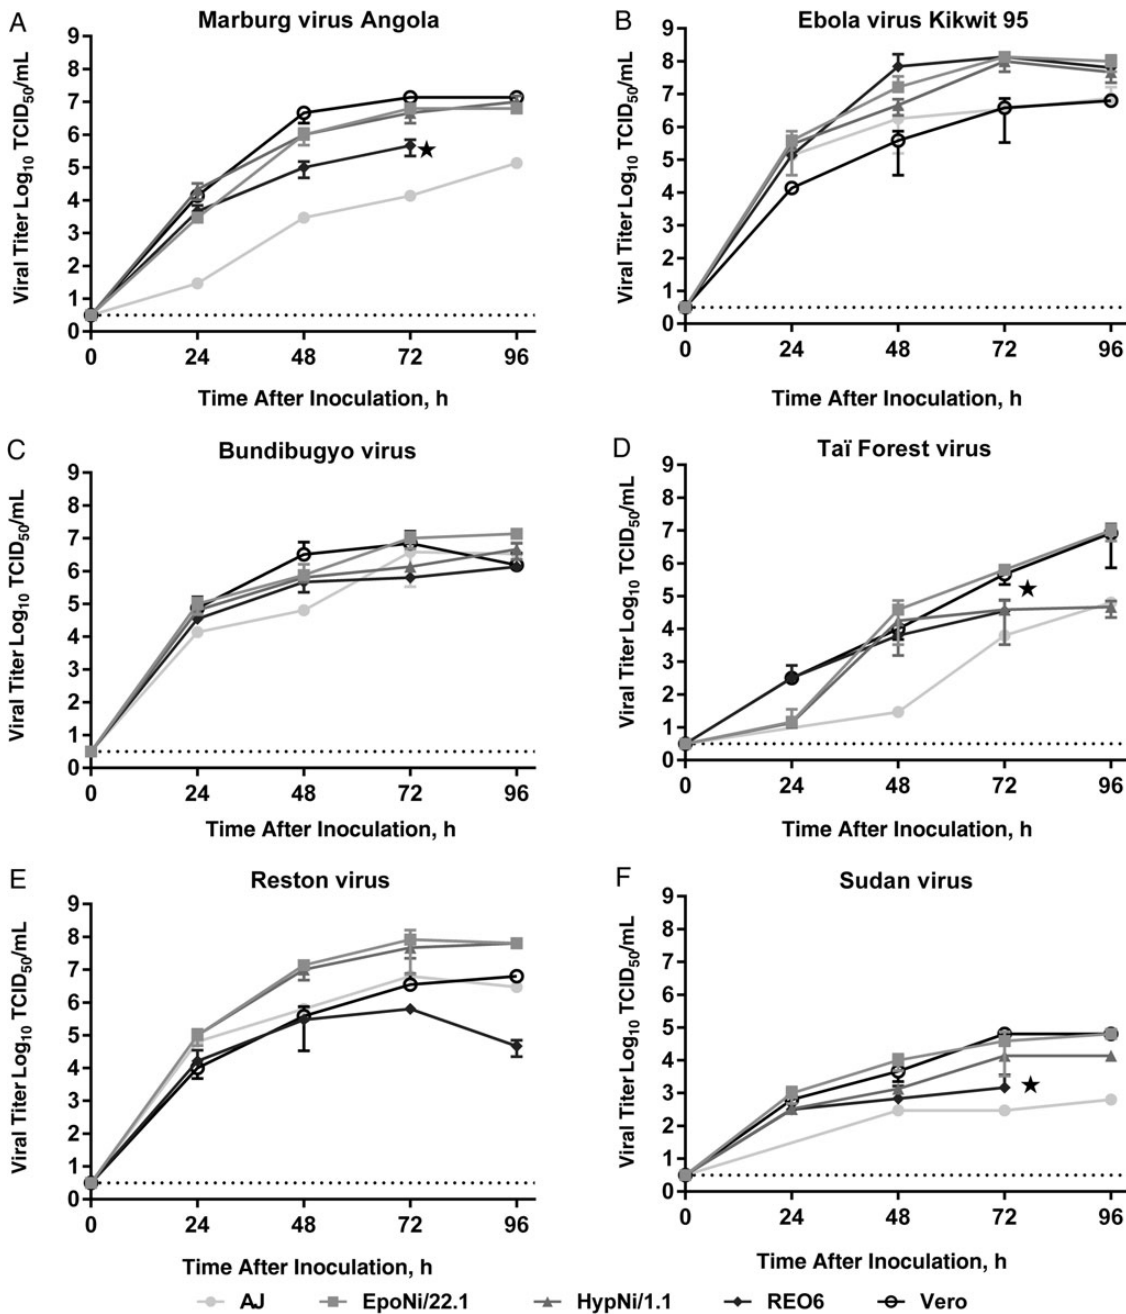 A
Marburg virus Angola
Viral Titer Log10 TCID50/mL
9
8
7
6
5
4
3
2
1
0
0 24 48 72 96
Time After Inoculation, h
B
Ebola virus Kikwit 95
Viral Titer Log10 TCID50/mL
9
8
7
6
5
4
3
2
1
0
0 24 48 72 96
Time After Inoculation, h
C
Bundibugyo virus
Viral Titer Log10 TCID50/mL
9
8
7
6
5
4
3
2
1
0
0 24 48 72 96
Time After Inoculation, h
D
Taï Forest virus
Viral Titer Log10 TCID50/mL
9
8
7
6
5
4
3
2
1
0
0 24 48 72 96
Time After Inoculation, h
E
Reston virus
Viral Titer Log10 TCID50/mL
9
8
7
6
5
4
3
2
1
0
0 24 48 72 96
Time After Inoculation, h
F
Sudan virus
Viral Titer Log10 TCID50/mL
9
8
7
6
5
4
3
2
1
0
0 24 48 72 96
Time After Inoculation, h
AJ EpoNi/22.1 HypNi/1.1 REO6 Vero